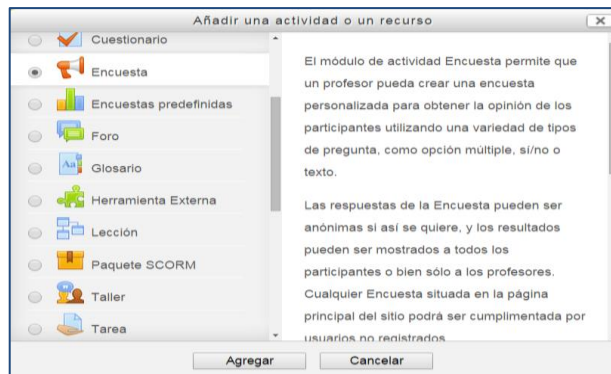 Añadir una actividad o un recurso
Cuestionario
Encuesta
Encuestas predefinidas
Foro
Aa
Glosario
Herramienta Externa
Lección
Paquete SCORM
Taller
Tarea
El módulo de actividad Encuesta permite que
un profesor pueda crear una encuesta
personalizada para obtener la opinión de los
participantes utilizando una variedad de tipos
de pregunta, como opción múltiple, sí/no o
texto.
Las respuestas de la Encuesta pueden ser
anónimas si así se quiere, y los resultados
pueden ser mostrados a todos los
participantes o bien sólo a los profesores.
Cualquier Encuesta situada en la página
principal del sitio podrá ser cumplimentada por
usuarios no registrados.
Agregar
Cancelar